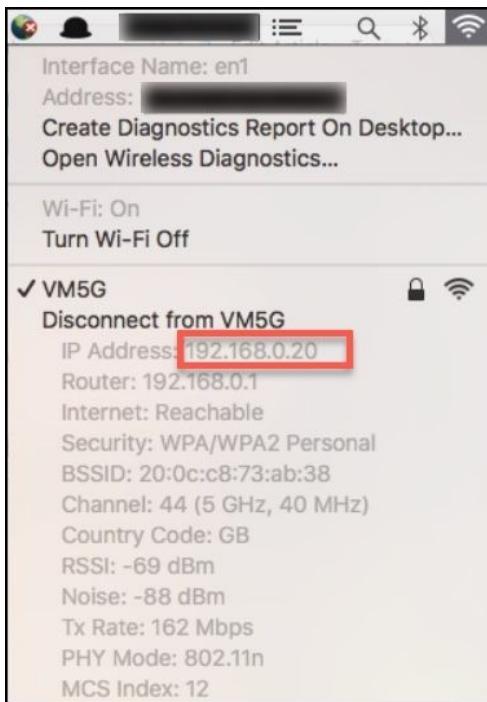 Interface Name: en1
Address:
Create Diagnostics Report On Desktop...
Open Wireless Diagnostics...
Wi-Fi: On
Turn Wi-Fi Off
VM5G
Disconnect from VM5G
IP Address: 192.168.0.20
Router: 192.168.0.1
Internet: Reachable
Security: WPA/WPA2 Personal
BSSID: 20:0c:c8:73:ab:38
Channel: 44 (5 GHz, 40 MHz)
Country Code: GB
RSSI: -69 dBm
Noise: -88 dBm
Tx Rate: 162 Mbps
PHY Mode: 802.11n
MCS Index: 12